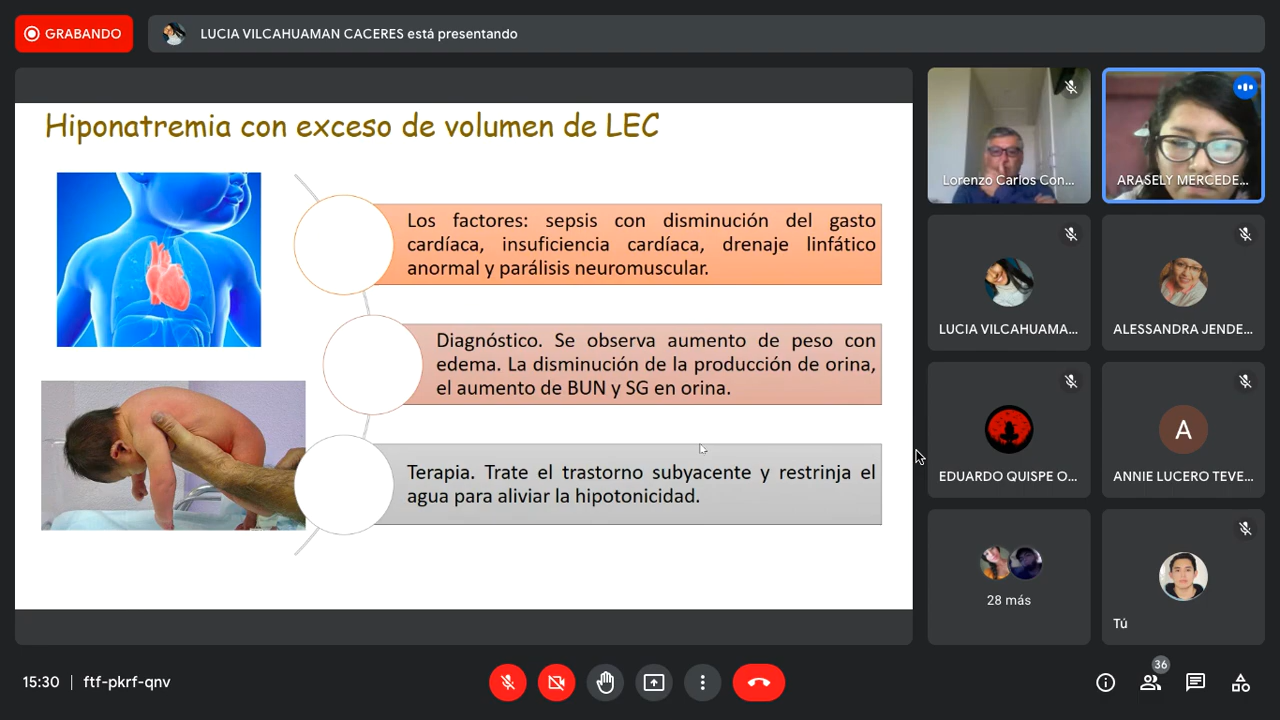 GRABANDO
LUCIA VILCAHUAMAN CACERES está presentando
Hiponatremia con exceso de volumen de LEC
Los factores: sepsis con disminución del gasto
cardíaca, insuficiencia cardíaca, drenaje linfático
anormal y parálisis neuromuscular.
Diagnóstico. Se observa aumento de peso con
edema. La disminución de la producción de orina,
el aumento de BUN y SG en orina.
Terapia. Trate el trastorno subyacente y restrinja el
agua para aliviar la hipotonicidad.
Lorenzo Carlos Con...
ARASELY MERCEDE...
LUCIA VILCAHUAMA...
ALESSANDRA JENDE...
EDUARDO QUISPE O...
A
ANNIE LUCERO TEVE...
28 más
Tú
15:30 | ftf-pkrf-qnv
36